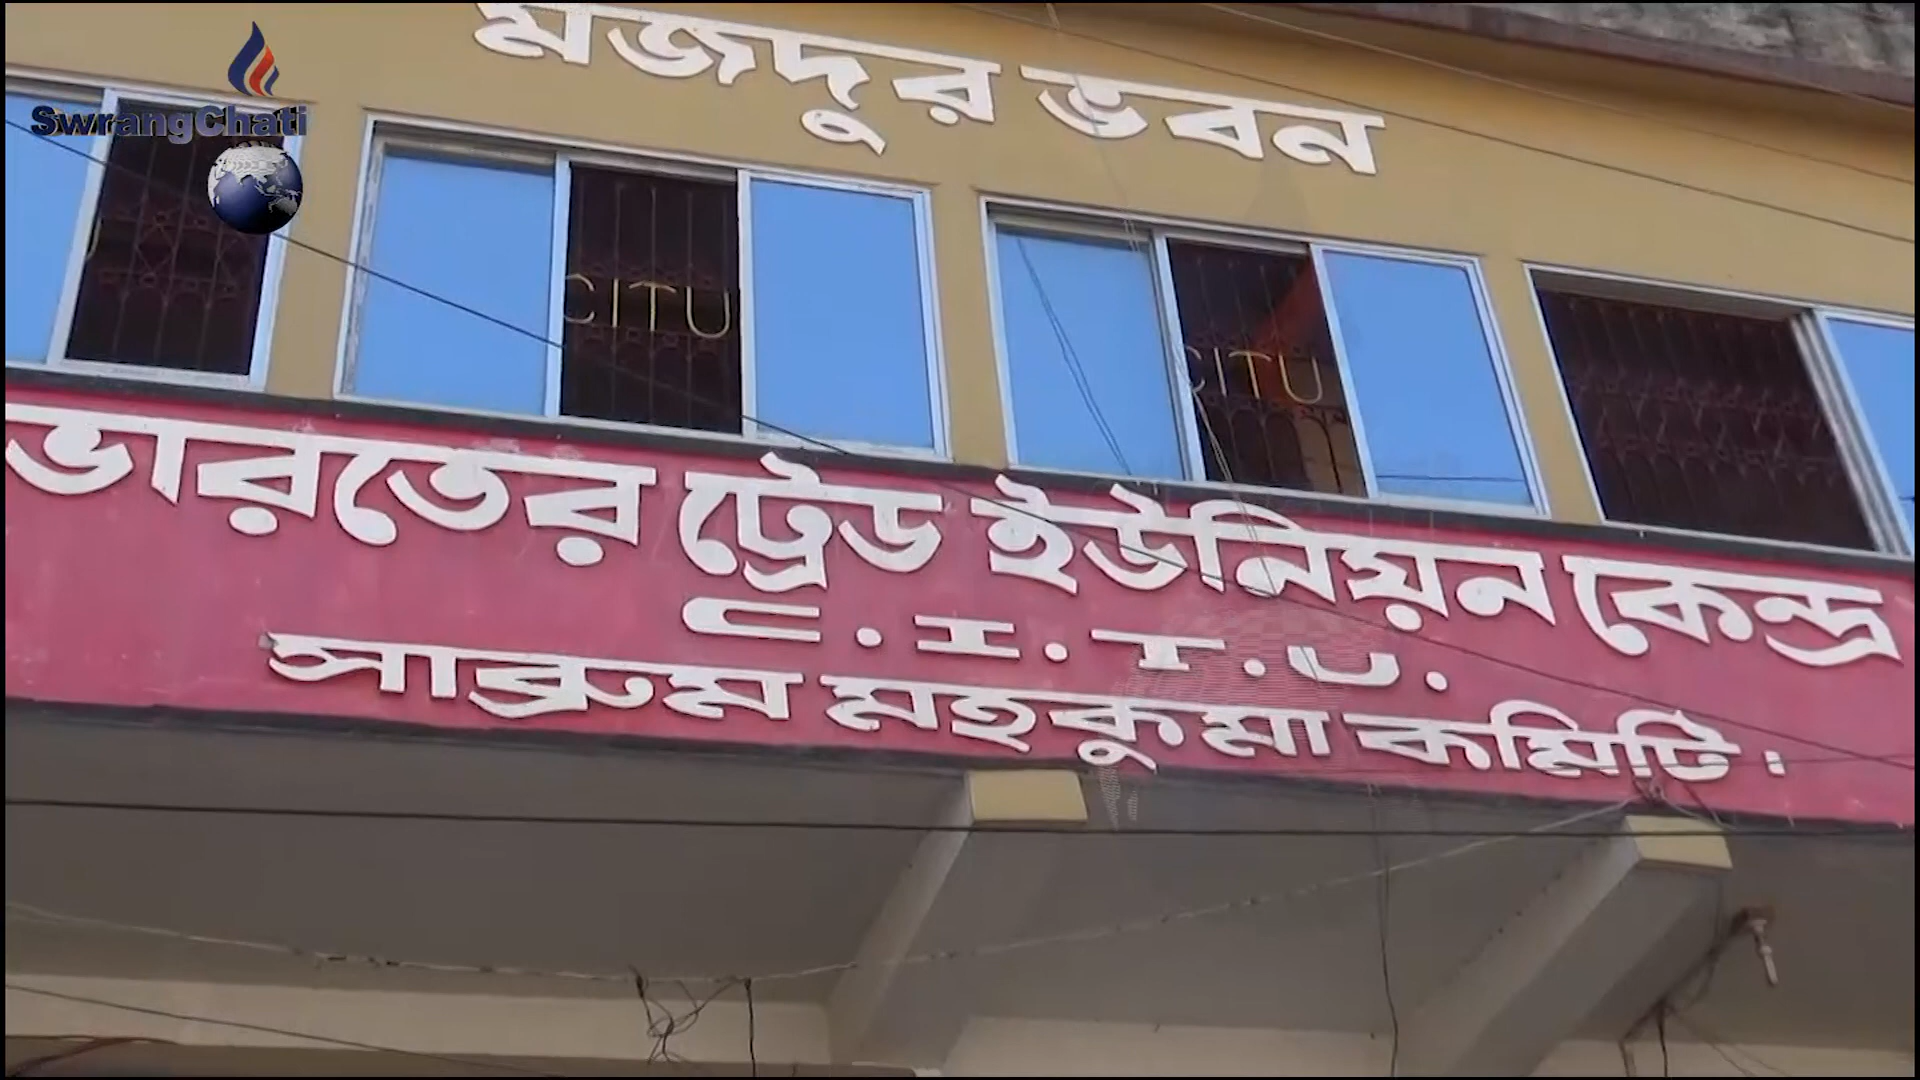 মজদুর ভবন
SwrangChati
CITU
CITU
ভারতের ট্রেড ইউনিয়ন কেন্দ্র
C.I.T.U.
সাব্রুম মহকুমা কমিটি :